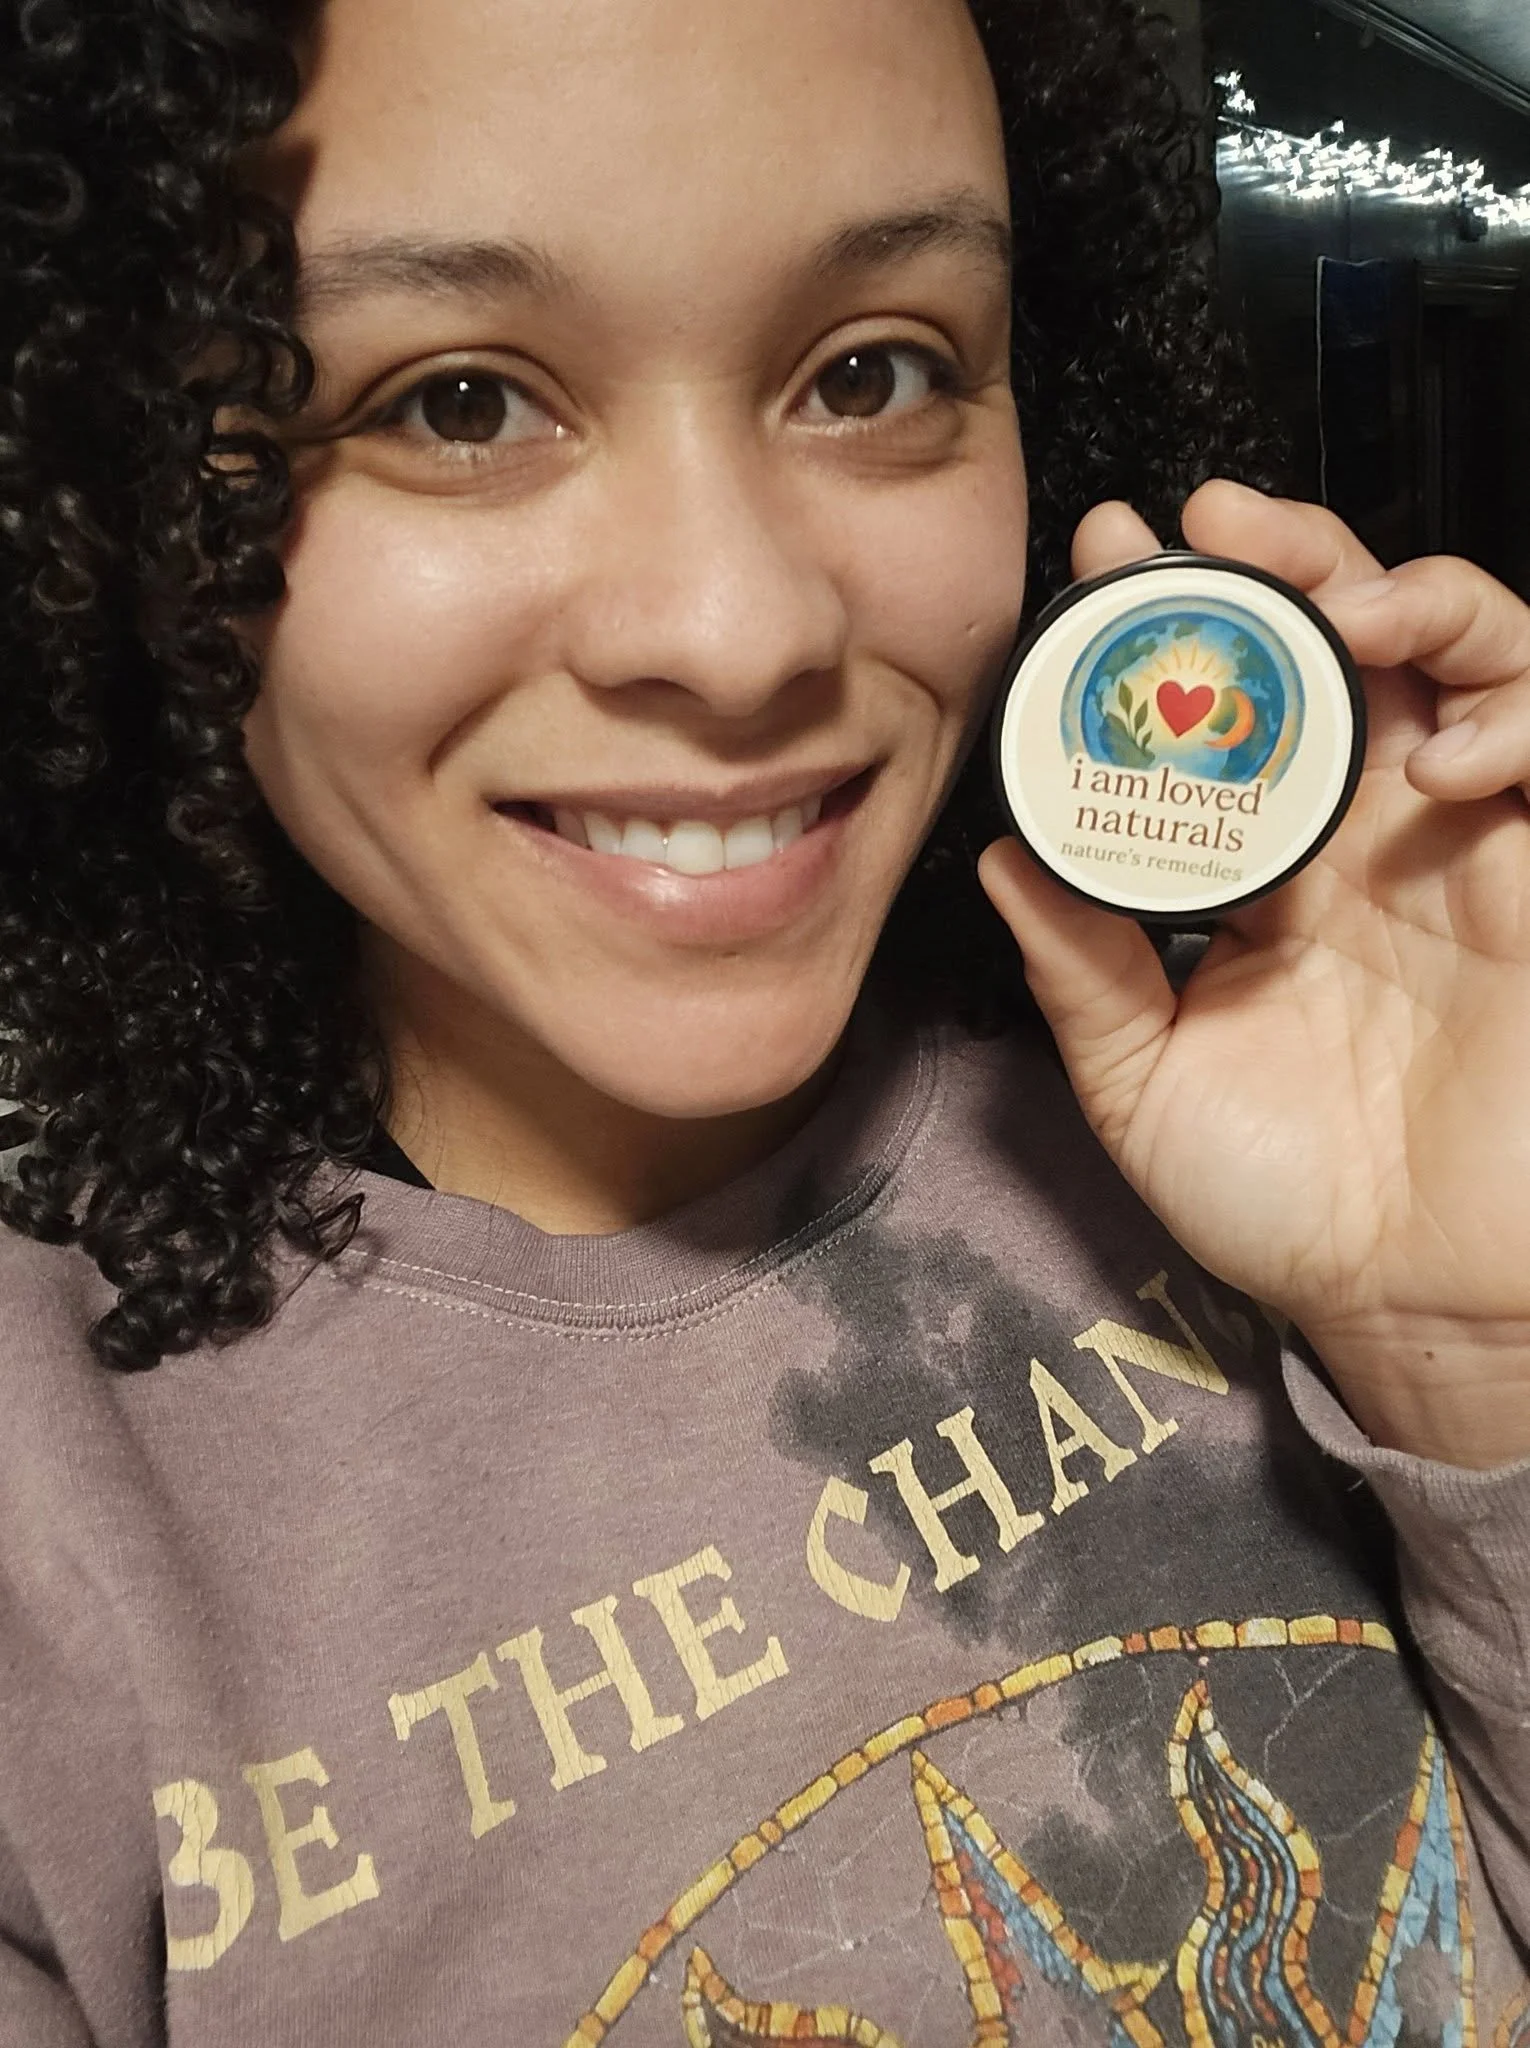 i am loved
naturals
nature's remedies
BE THE CHAN